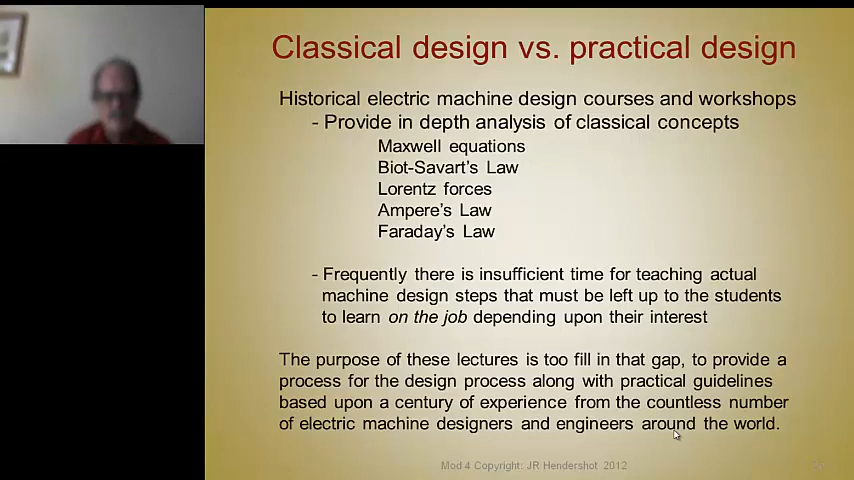 Classical design vs. practical design
Historical electric machine design courses and workshops
- Provide in depth analysis of classical concepts
Maxwell equations
Biot-Savart's Law
Lorentz forces
Ampere's Law
Faraday's Law
- Frequently there is insufficient time for teaching actual
machine design steps that must be left up to the students
to learn on the job depending upon their interest
The purpose of these lectures is too fill in that gap, to provide a
process for the design process along with practical guidelines
based upon a century of experience from the countless number
of electric machine designers and engineers around the world.
Mod 4 Copyright: JR Hendershot 2012